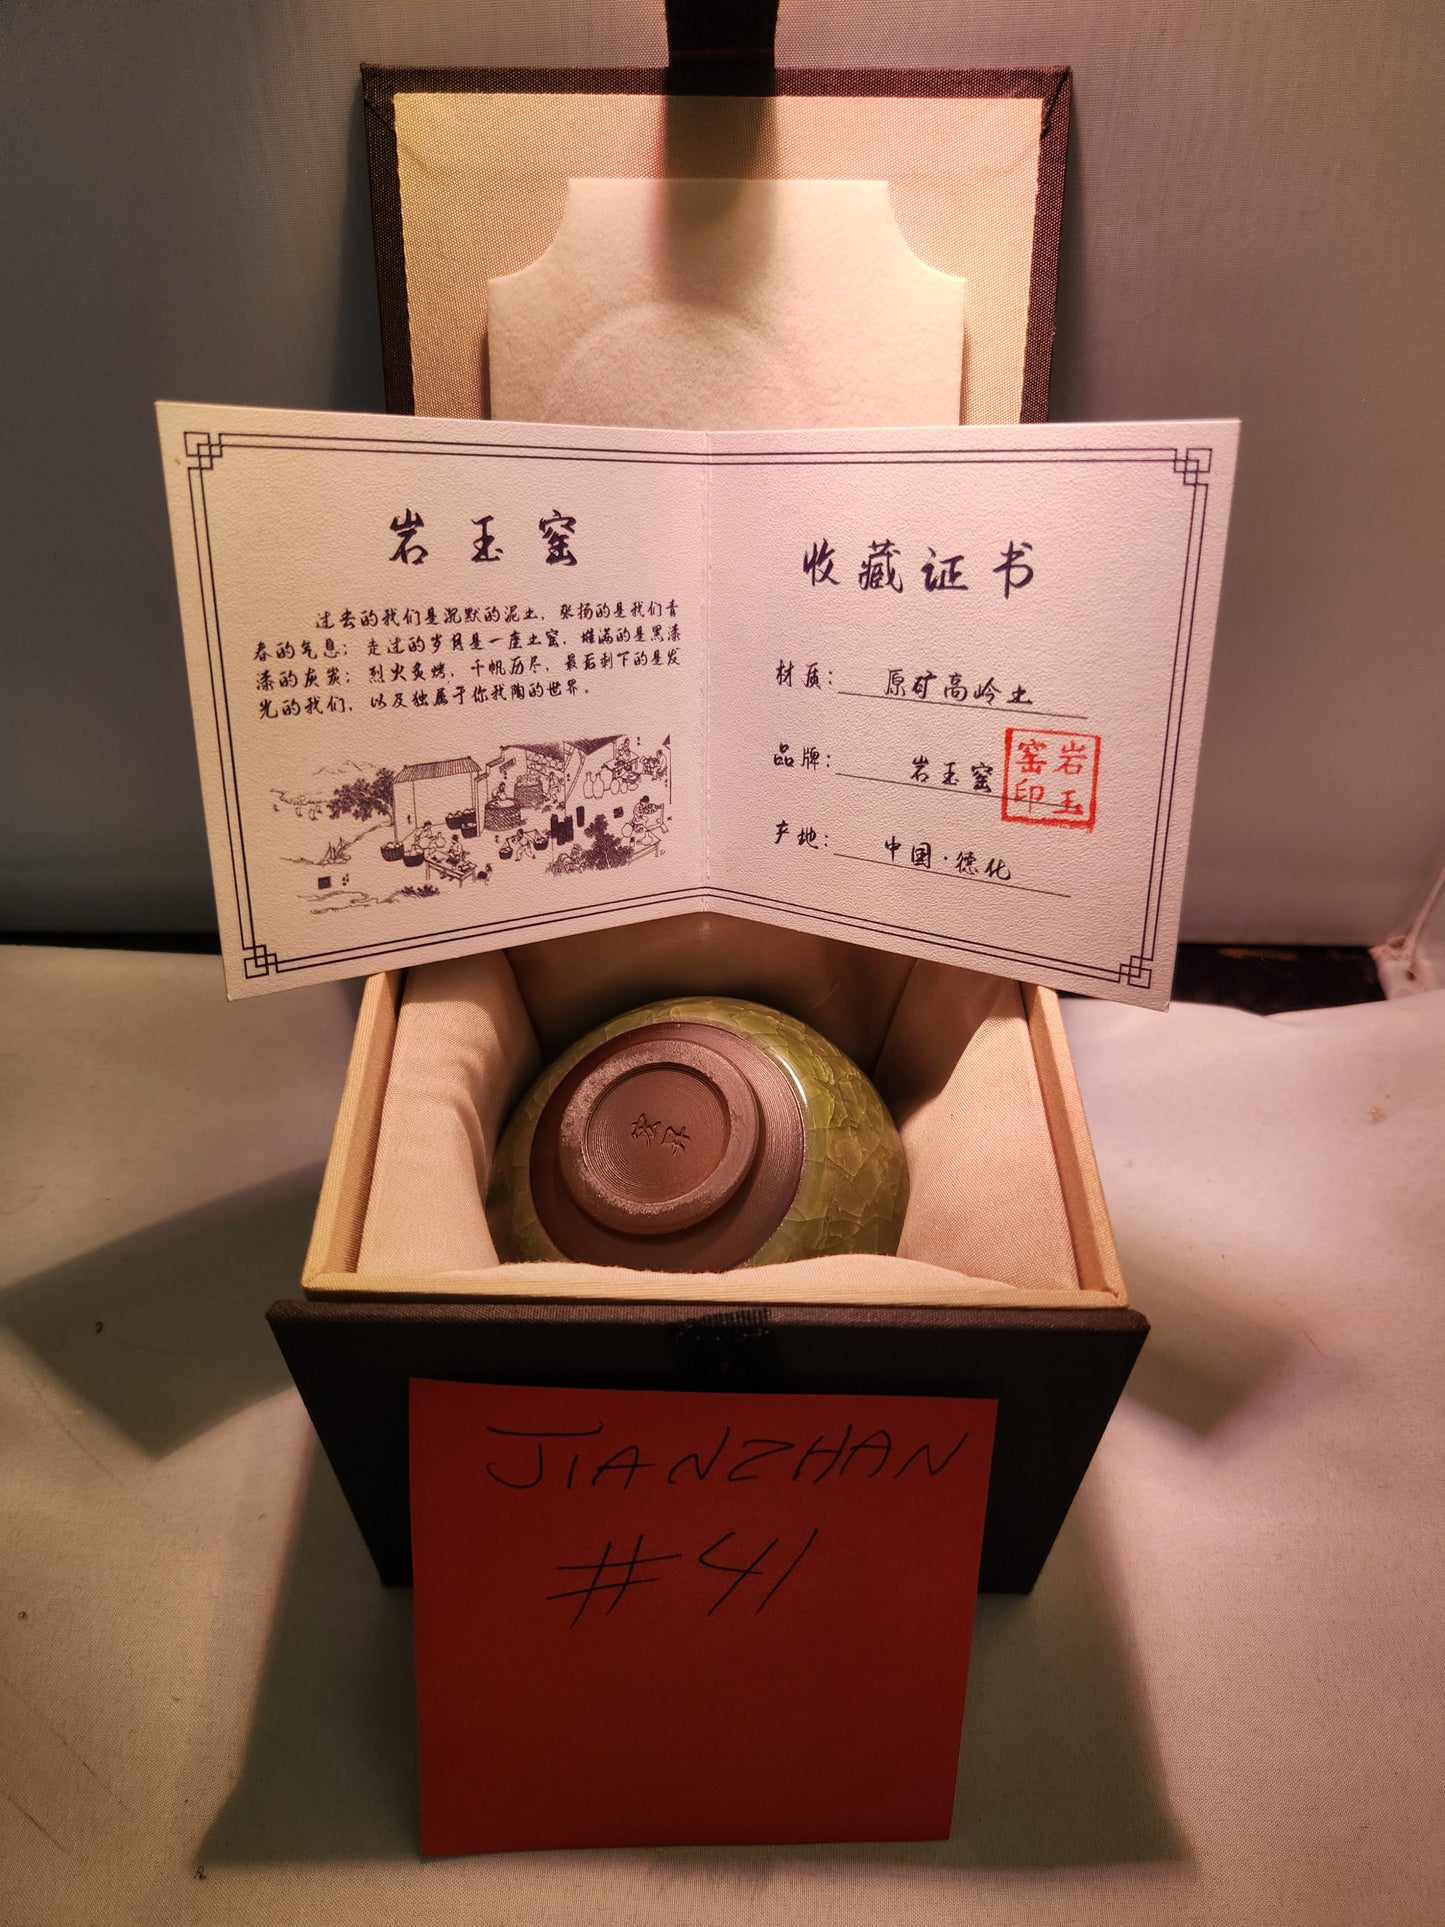 岩玉窑
过去的我们是沉默的泥土，张扬的是我们青
春的气息；走过的岁月是一座土窑，堆满的是黑漆
漆的灰炭；烈火炙烤，千帆历尽，最后剩下的是发
光的我们，以及独属于你我陶的世界。
收藏证书
材质：原矿高岭土
品牌：岩玉窑
岩玉窑印
产地：中国·德化
JIANZHAN
#41